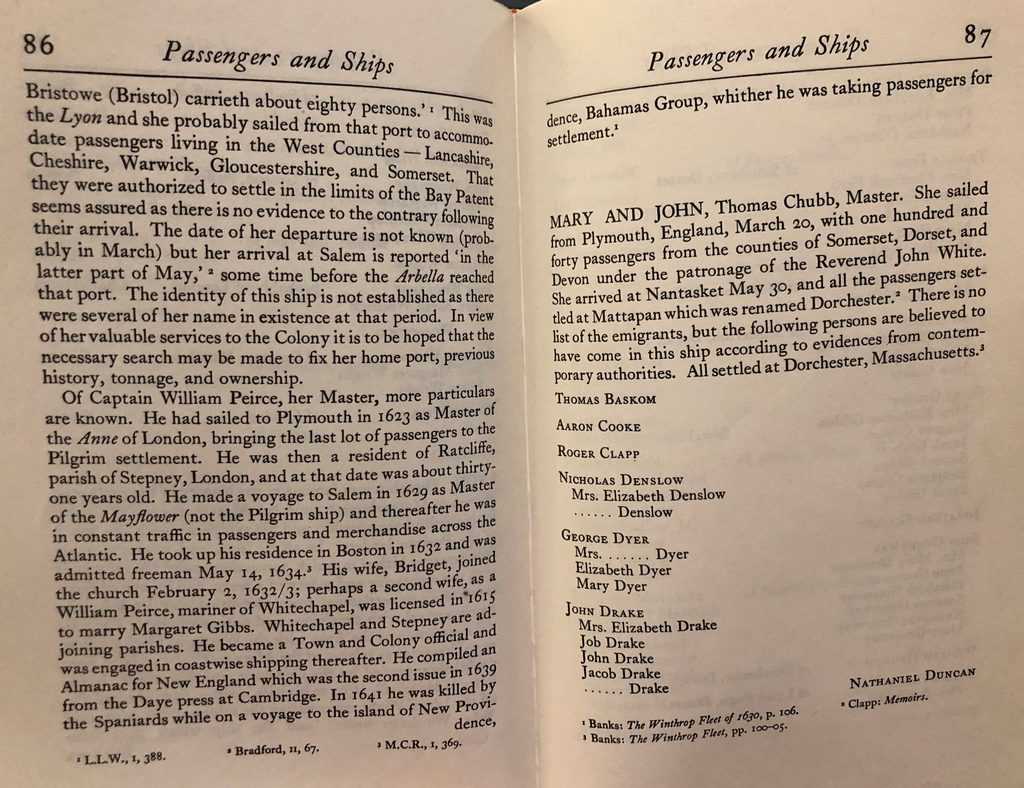 86
Passengers and Ships
Bristowe (Bristol) carrieth about eighty persons.' ¹ This was
the Lyon and she probably sailed from that port to accommo-
date passengers living in the West Counties — Lancashire,
Cheshire, Warwick, Gloucestershire, and Somerset. That
they were authorized to settle in the limits of the Bay Patent
seems assured as there is no evidence to the contrary following
their arrival. The date of her departure is not known (prob-
ably in March) but her arrival at Salem is reported 'in the
latter part of May,' ² some time before the Arbella reached
that port. The identity of this ship is not established as there
were several of her name in existence at that period. In view
of her valuable services to the Colony it is to be hoped that the
necessary search may be made to fix her home port, previous
history, tonnage, and ownership.
Of Captain William Peirce, her Master, more particulars
are known. He had sailed to Plymouth in 1623 as Master of
the Anne of London, bringing the last lot of passengers to the
Pilgrim settlement. He was then a resident of Ratcliffe,
parish of Stepney, London, and at that date was about thirty-
one years old. He made a voyage to Salem in 1629 as Master
of the Mayflower (not the Pilgrim ship) and thereafter he was
in constant traffic in passengers and merchandise across the
Atlantic. He took up his residence in Boston in 1632 and was
admitted freeman May 14, 1634.³ His wife, Bridget, joined
the church February 2, 1632/3; perhaps a second wife, as a
William Peirce, mariner of Whitechapel, was licensed in 1615
to marry Margaret Gibbs. Whitechapel and Stepney are ad-
joining parishes. He became a Town and Colony official and
was engaged in coastwise shipping thereafter. He compiled an
Almanac for New England which was the second issue in 1639
from the Daye press at Cambridge. In 1641 he was killed by
the Spaniards while on a voyage to the island of New Provi-
dence,
¹ L.L.W., 1, 388. ² Bradford, 11, 67. ³ M.C.R., 1, 369.
Passengers and Ships
87
dence, Bahamas Group, whither he was taking passengers for
settlement.¹
MARY AND JOHN, Thomas Chubb, Master. She sailed
from Plymouth, England, March 20, with one hundred and
forty passengers from the counties of Somerset, Dorset, and
Devon under the patronage of the Reverend John White.
She arrived at Nantasket May 30, and all the passengers set-
tled at Mattapan which was renamed Dorchester.² There is no
list of the emigrants, but the following persons are believed to
have come in this ship according to evidences from contem-
porary authorities. All settled at Dorchester, Massachusetts.³
Thomas Baskom
Aaron Cooke
Roger Clapp
Nicholas Denslow
Mrs. Elizabeth Denslow
...... Denslow
George Dyer
Mrs. ...... Dyer
Elizabeth Dyer
Mary Dyer
John Drake
Mrs. Elizabeth Drake
Job Drake
John Drake
Jacob Drake
...... Drake
Nathaniel Duncan
¹ Banks: The Winthrop Fleet of 1630, p. 106. ² Clapp: Memoirs.
³ Banks: The Winthrop Fleet, pp. 100-05.